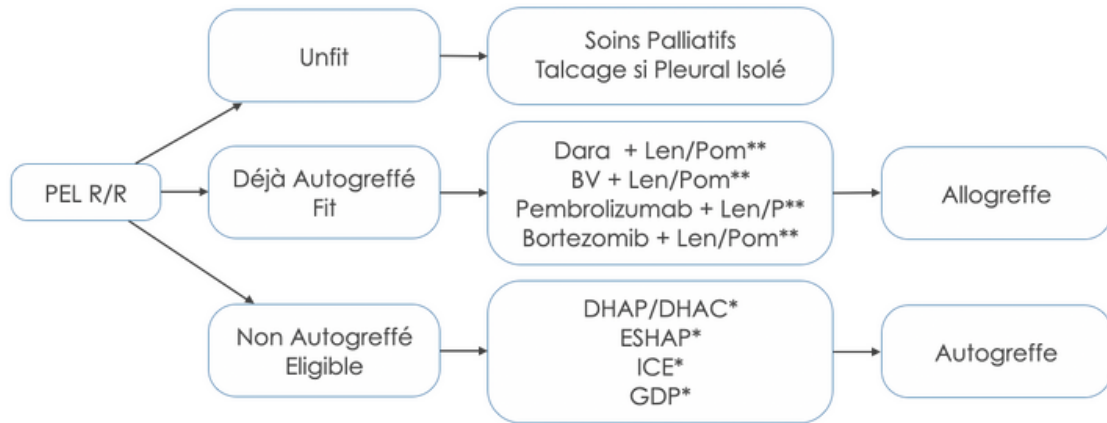 Unfit
Soins Palliatifs
Talcage si Pleural Isolé
PEL R/R
Déjà Autogreffé
Fit
Dara + Len/Pom**
BV + Len/Pom**
Pembrolizumab + Len/P**
Bortezomib + Len/Pom**
Allogreffe
Non Autogreffé
Eligible
DHAP/DHAC*
ESHAP*
ICE*
GDP*
Autogreffe